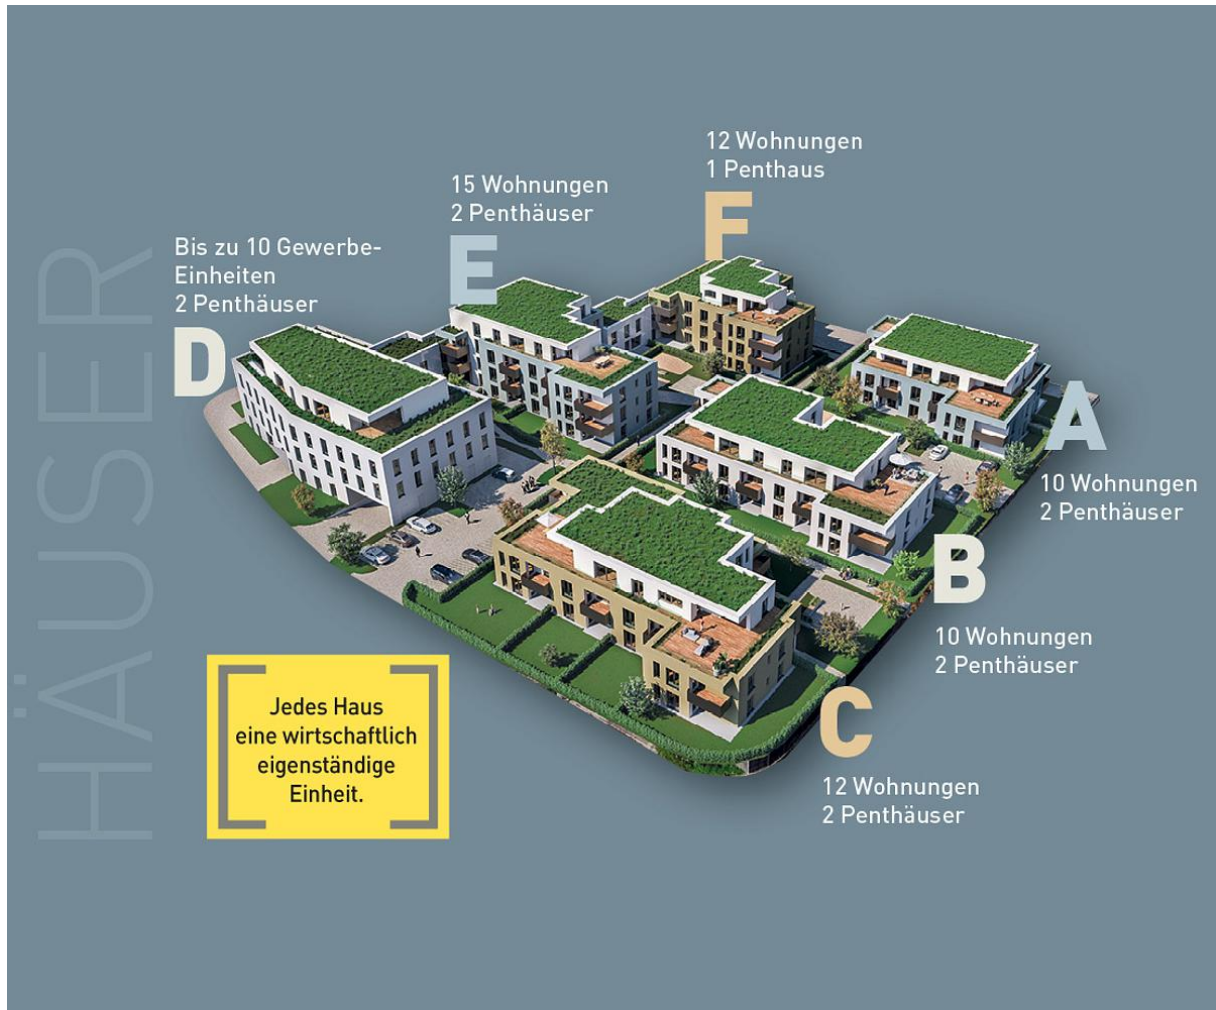 HÄUSER
12 Wohnungen
1 Penthaus
F
15 Wohnungen
2 Penthäuser
E
Bis zu 10 Gewerbe-
Einheiten
2 Penthäuser
D
A
10 Wohnungen
2 Penthäuser
B
10 Wohnungen
2 Penthäuser
C
12 Wohnungen
2 Penthäuser
Jedes Haus
eine wirtschaftlich
eigenständige
Einheit.